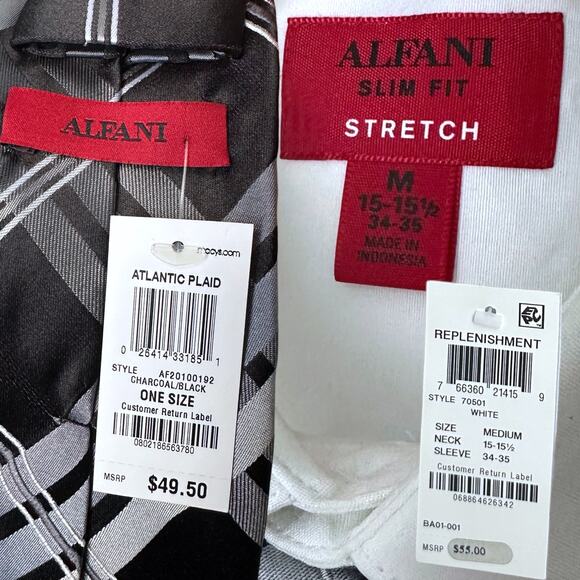 ALFANI
macys.com
ATLANTIC PLAID
0 26414 33185 1
STYLE AF20100192
CHARCOAL/BLACK
ONE SIZE
Customer Return Label
0802186563780
MSRP $49.50
ALFANI
SLIM FIT
STRETCH
M
15-15½
34-35
MADE IN
INDONESIA
REPLENISHMENT
7 66360 21415 9
STYLE 70501
WHITE
SIZE MEDIUM
NECK 15-15½
SLEEVE 34-35
Customer Return Label
068864626342
BA01-001
MSRP $55.00